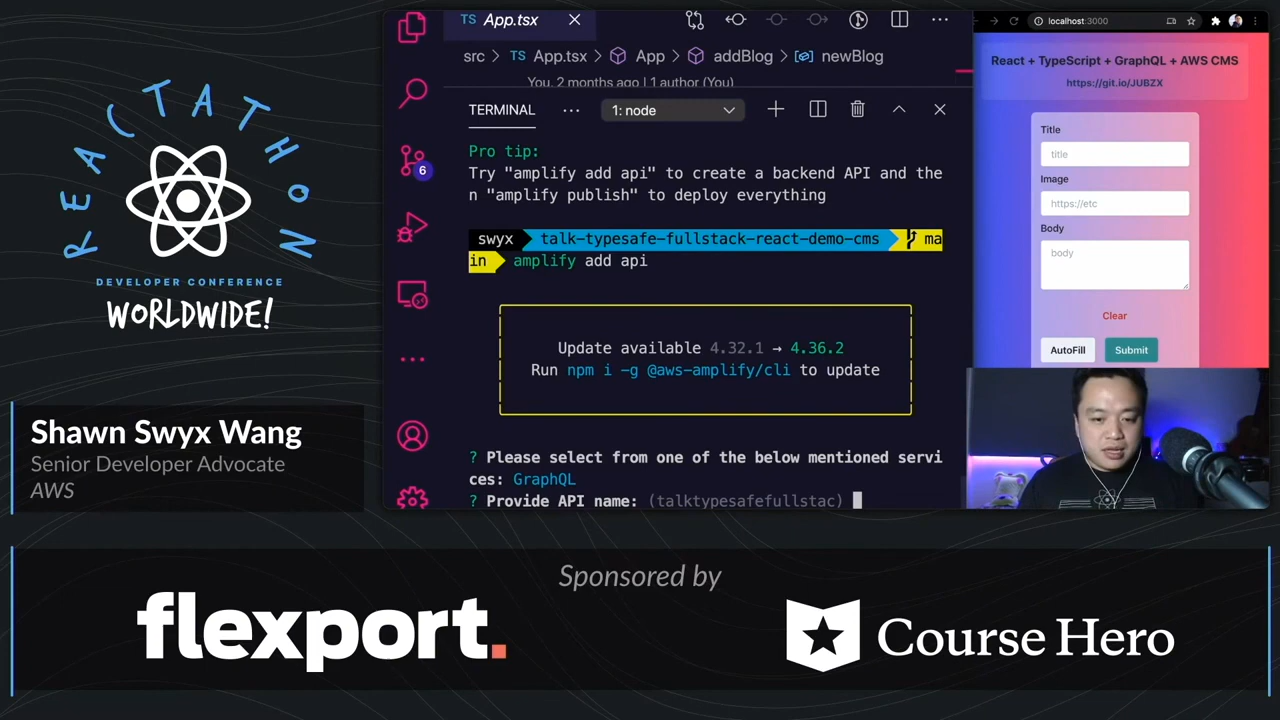 REACTATHON
DEVELOPER CONFERENCE
WORLDWIDE!
Shawn Swyx Wang
Senior Developer Advocate
AWS
TS App.tsx
src > TS App.tsx > App > addBlog > newBlog
You, 2 months ago | 1 author (You)
TERMINAL
1: node
6
Pro tip:
Try "amplify add api" to create a backend API and the
n "amplify publish" to deploy everything
swyx talk-typesafe-fullstack-react-demo-cms ma
in amplify add api
Update available 4.32.1 → 4.36.2
Run npm i -g @aws-amplify/cli to update
? Please select from one of the below mentioned servi
ces: GraphQL
? Provide API name: (talktypesafefullstac)
localhost:3000
React + TypeScript + GraphQL + AWS CMS
https://git.io/JUBZX
Title
title
Image
https://etc
Body
body
Clear
AutoFill
Submit
Sponsored by
flexport.
Course Hero